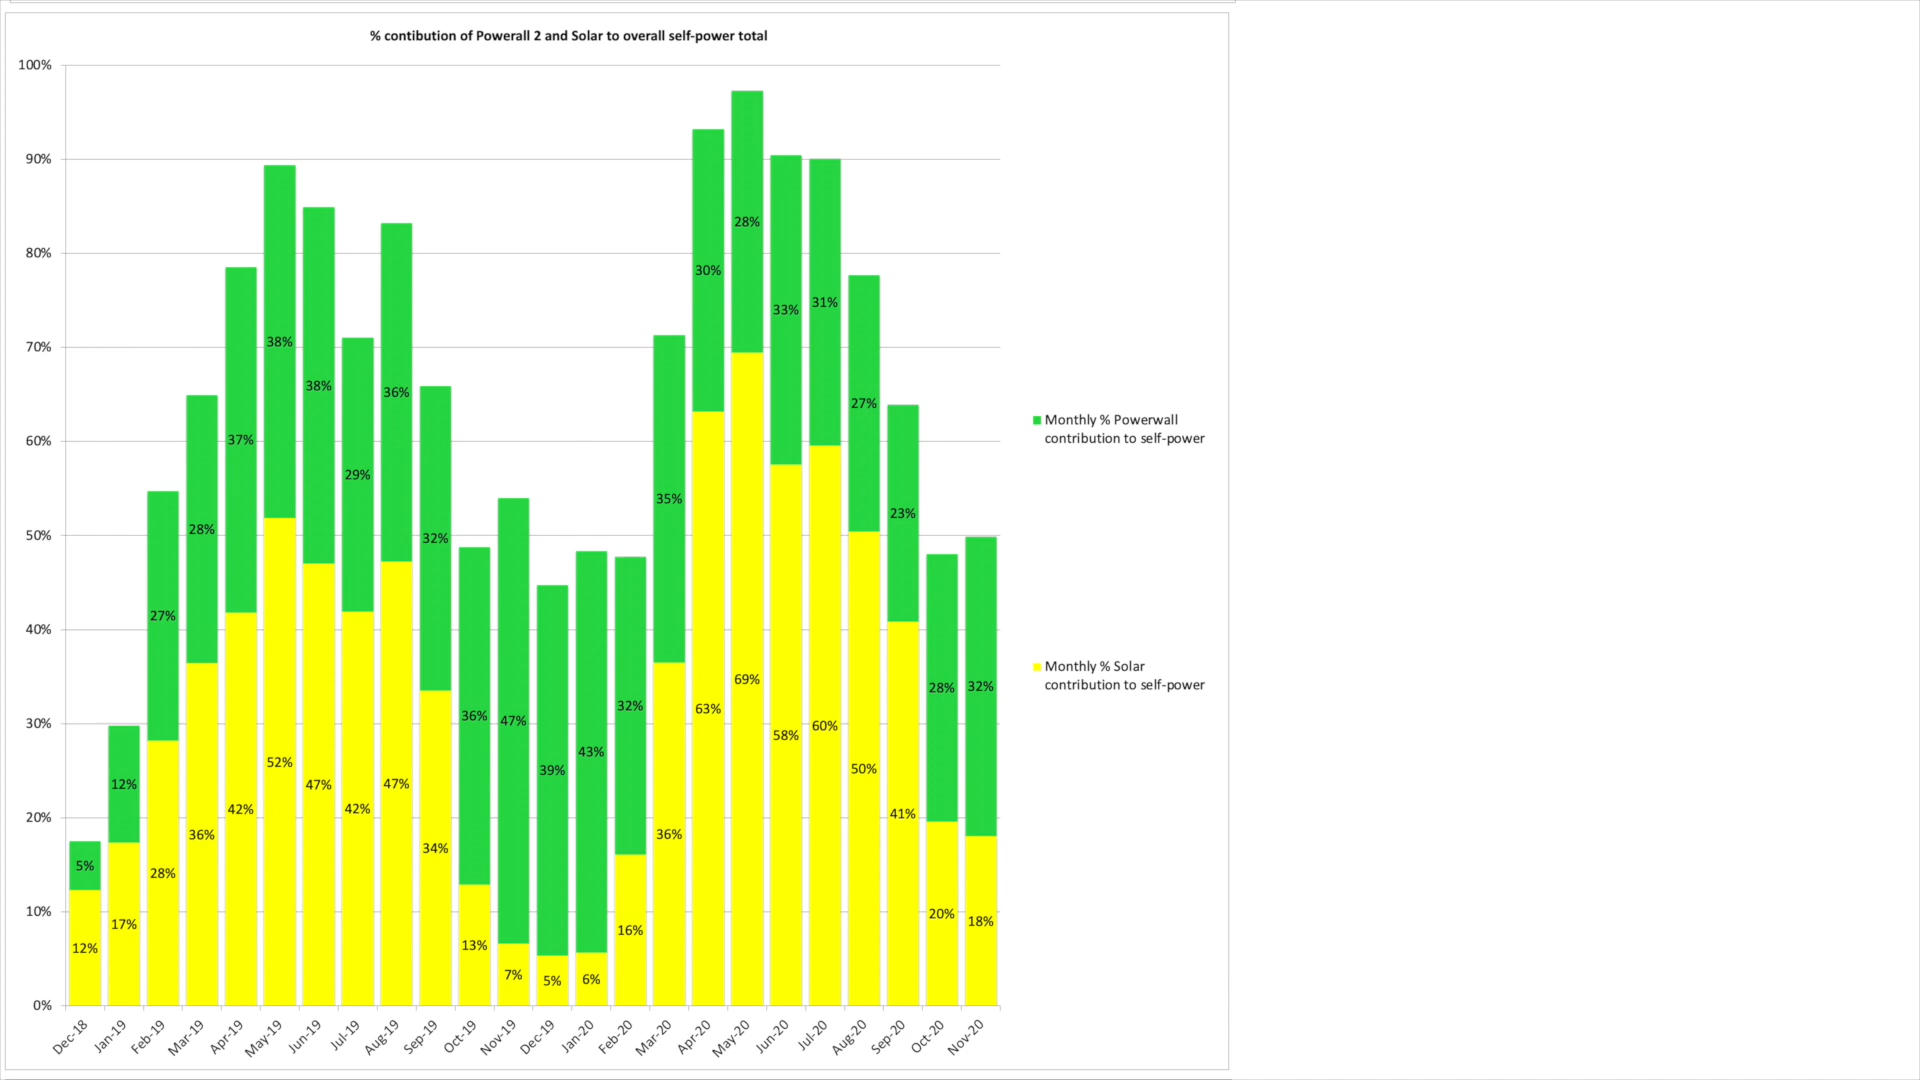 % contibution of Powerall 2 and Solar to overall self-power total
100%
90%
80%
70%
60%
50%
40%
30%
20%
10%
0%
5%
12%
12%
17%
27%
28%
28%
36%
37%
42%
38%
52%
38%
47%
29%
42%
36%
47%
32%
34%
36%
13%
47%
7%
39%
5%
43%
6%
32%
16%
35%
36%
30%
63%
28%
69%
33%
58%
31%
60%
27%
50%
23%
41%
28%
20%
32%
18%
Dec-18
Jan-19
Feb-19
Mar-19
Apr-19
May-19
Jun-19
Jul-19
Aug-19
Sep-19
Oct-19
Nov-19
Dec-19
Jan-20
Feb-20
Mar-20
Apr-20
May-20
Jun-20
Jul-20
Aug-20
Sep-20
Oct-20
Nov-20
Monthly % Powerwall
contribution to self-power
Monthly % Solar
contribution to self-power